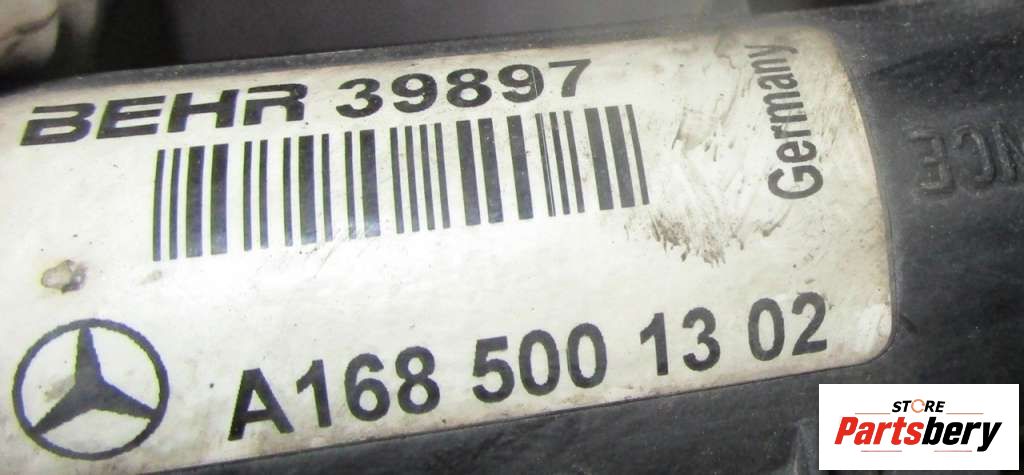 BEHR 39897
Germany
A168 500 13 02
STORE
Partsbery